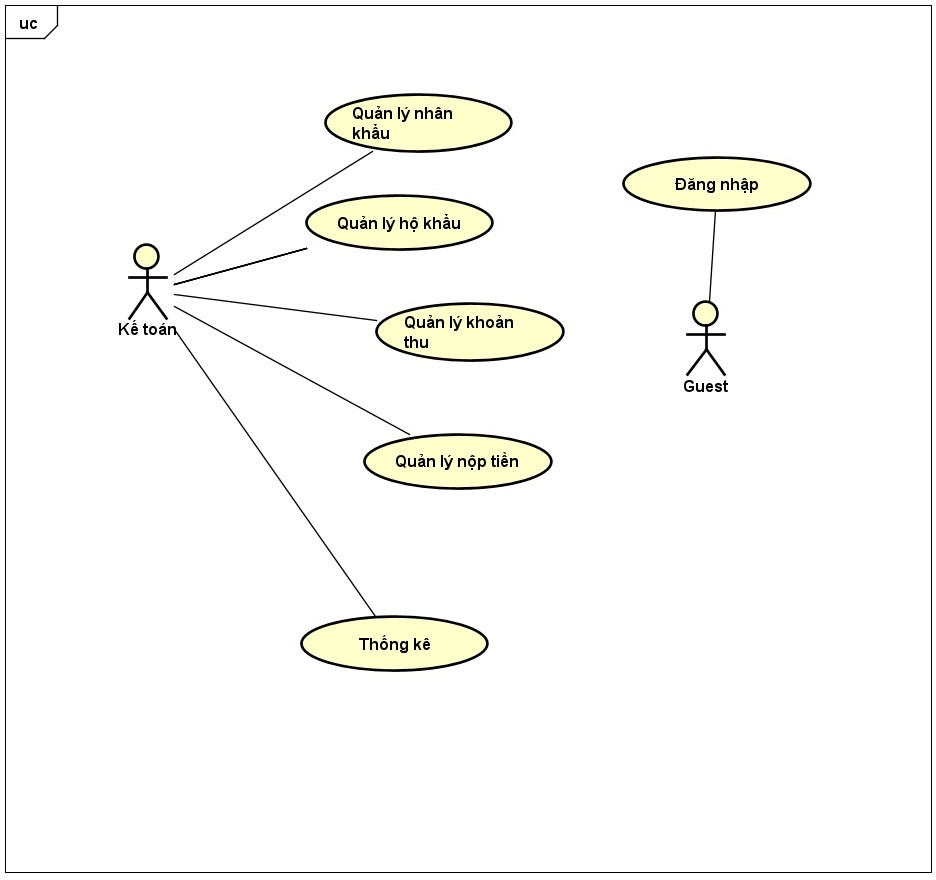 uc
Quản lý nhân
khẩu
Đăng nhập
Quản lý hộ khẩu
Kế toán
Quản lý khoản
thu
Guest
Quản lý nộp tiền
Thống kê